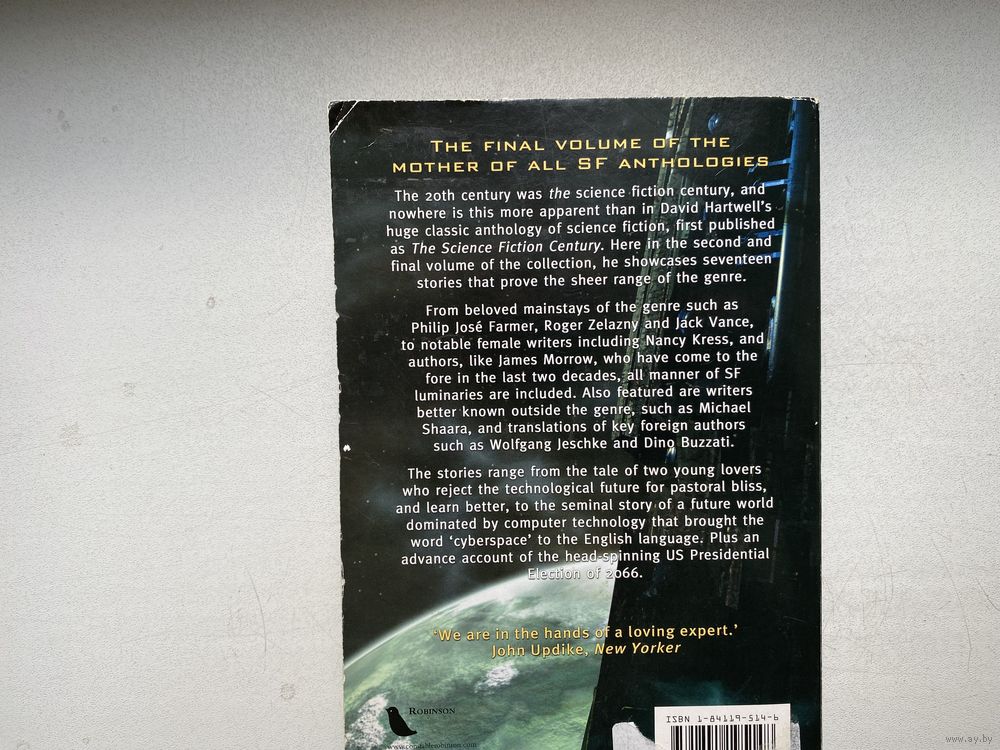 THE FINAL VOLUME OF THE
MOTHER OF ALL SF ANTHOLOGIES
The 20th century was the science fiction century, and
nowhere is this more apparent than in David Hartwell's
huge classic anthology of science fiction, first published
as The Science Fiction Century. Here in the second and
final volume of the collection, he showcases seventeen
stories that prove the sheer range of the genre.
From beloved mainstays of the genre such as
Philip José Farmer, Roger Zelazny and Jack Vance,
to notable female writers including Nancy Kress, and
authors, like James Morrow, who have come to the
fore in the last two decades, all manner of SF
luminaries are included. Also featured are writers
better known outside the genre, such as Michael
Shaara, and translations of key foreign authors
such as Wolfgang Jeschke and Dino Buzzati.
The stories range from the tale of two young lovers
who reject the technological future for pastoral bliss,
and learn better, to the seminal story of a future world
dominated by computer technology that brought the
word 'cyberspace' to the English language. Plus an
advance account of the head-spinning US Presidential
Election of 2066.
'We are in the hands of a loving expert.'
John Updike, New Yorker
ROBINSON
www.constablerobinson.com
ISBN 1-84119-514-6
www.ay.by